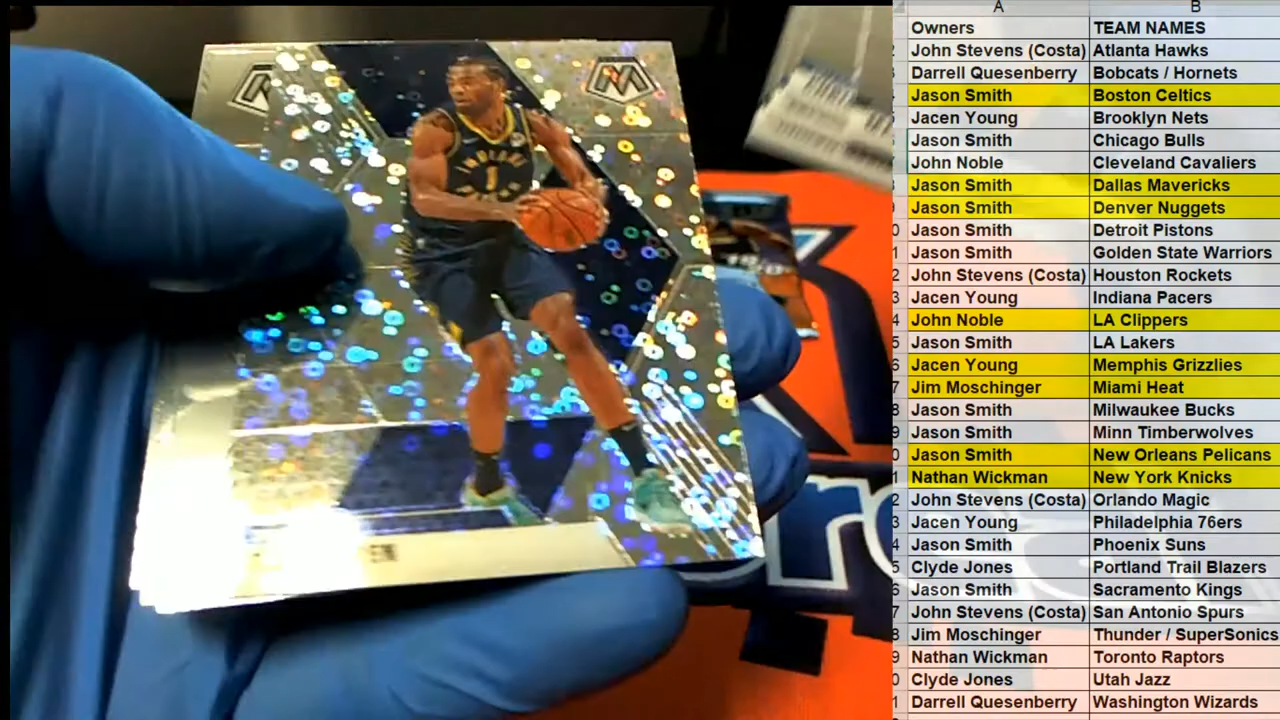 A B
Owners TEAM NAMES
John Stevens (Costa) Atlanta Hawks
Darrell Quesenberry Bobcats / Hornets
Jason Smith Boston Celtics
Jacen Young Brooklyn Nets
Jason Smith Chicago Bulls
John Noble Cleveland Cavaliers
Jason Smith Dallas Mavericks
Jason Smith Denver Nuggets
Jason Smith Detroit Pistons
Jason Smith Golden State Warriors
John Stevens (Costa) Houston Rockets
Jacen Young Indiana Pacers
John Noble LA Clippers
Jason Smith LA Lakers
Jacen Young Memphis Grizzlies
Jim Moschinger Miami Heat
Jason Smith Milwaukee Bucks
Jason Smith Minn Timberwolves
Jason Smith New Orleans Pelicans
Nathan Wickman New York Knicks
John Stevens (Costa) Orlando Magic
Jacen Young Philadelphia 76ers
Jason Smith Phoenix Suns
Clyde Jones Portland Trail Blazers
Jason Smith Sacramento Kings
John Stevens (Costa) San Antonio Spurs
Jim Moschinger Thunder / SuperSonics
Nathan Wickman Toronto Raptors
Clyde Jones Utah Jazz
Darrell Quesenberry Washington Wizards
M
INDIANA
1